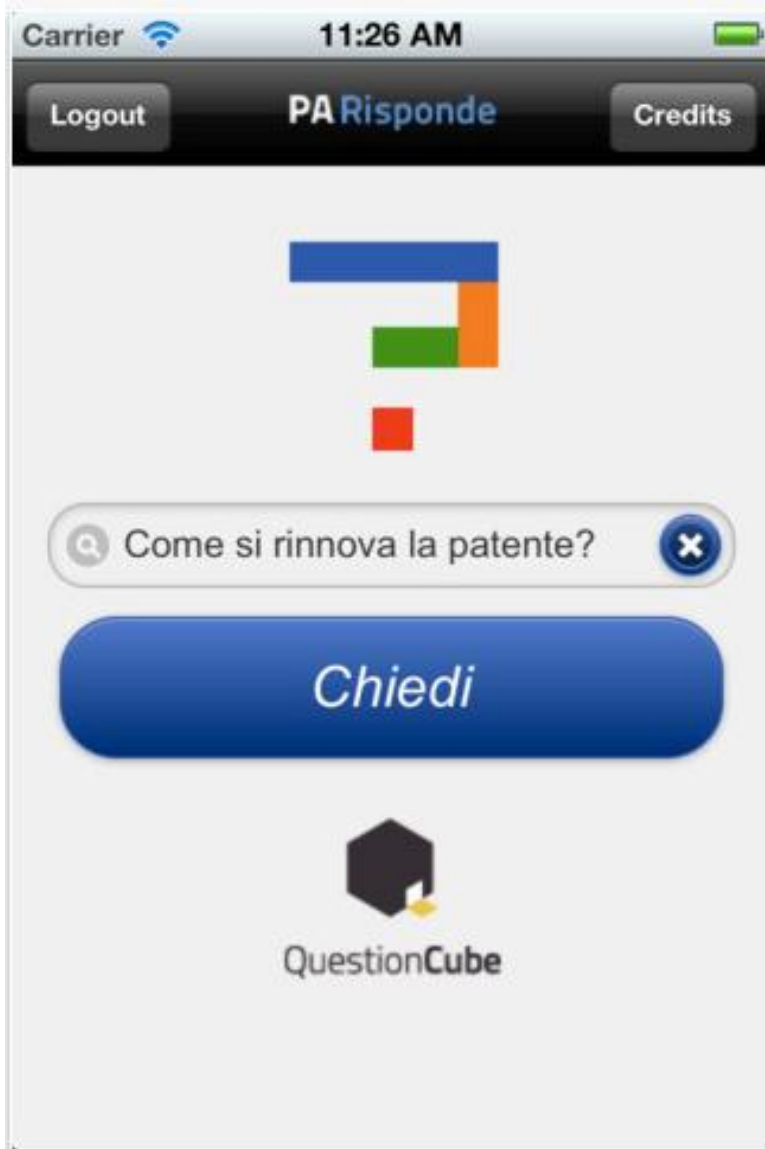 Carrier 11:26 AM
Logout PA Risponde Credits
Come si rinnova la patente?
Chiedi
QuestionCube